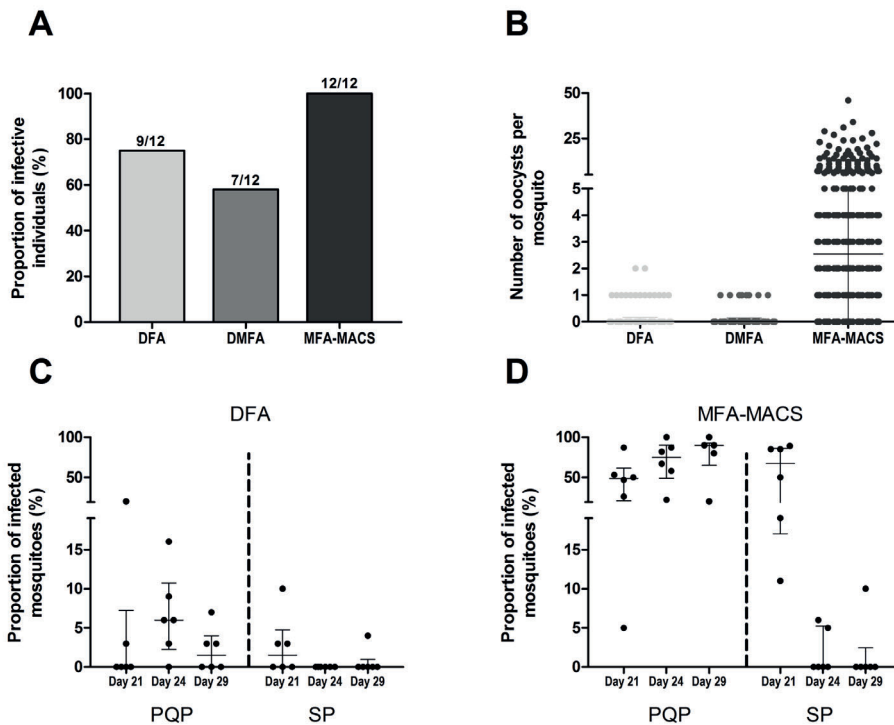 A
Proportion of infective
individuals (%)
100
80
60
40
20
0
9/12
7/12
12/12
DFA
DMFA
MFA-MACS
B
Number of oocysts per
mosquito
50
25
5
4
3
2
1
0
DFA
DMFA
MFA-MACS
C
DFA
Proportion of infected
mosquitoes (%)
100
50
15
10
5
0
Day 21 Day 24 Day 29 Day 21 Day 24 Day 29
PQP SP
D
MFA-MACS
Proportion of infected
mosquitoes (%)
100
50
15
10
5
0
Day 21 Day 24 Day 29 Day 21 Day 24 Day 29
PQP SP